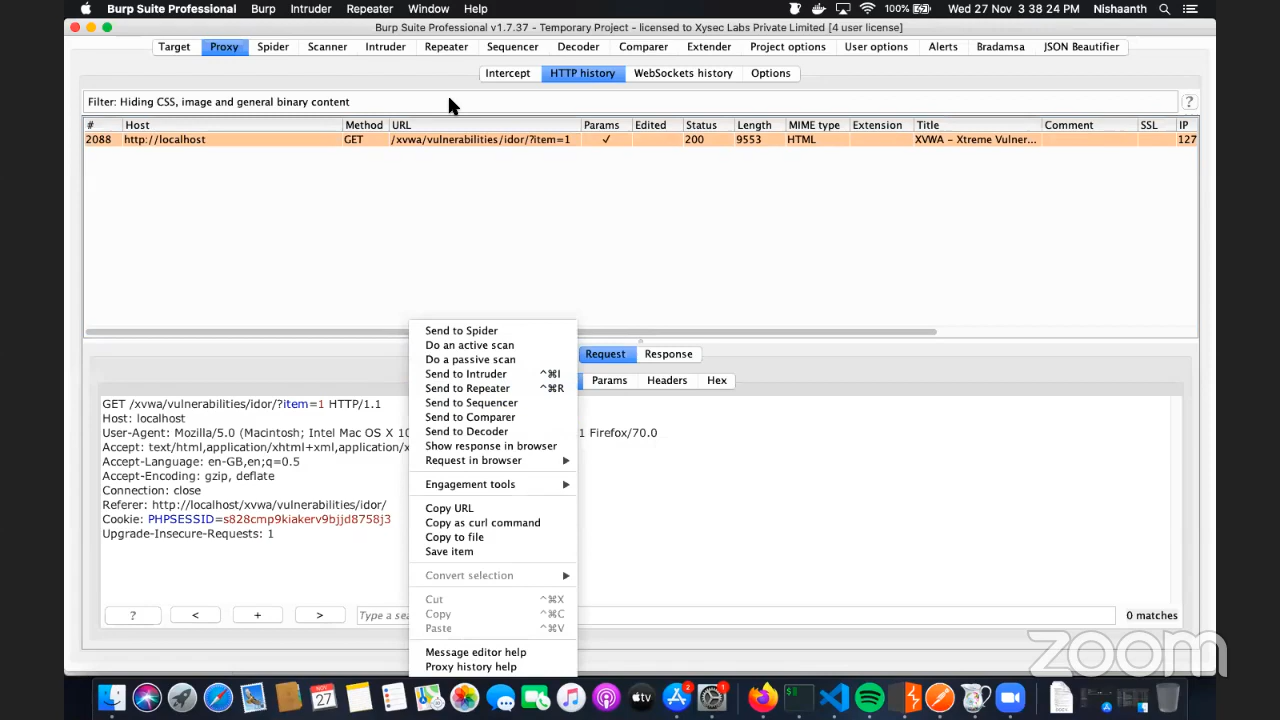 Burp Suite Professional Burp Intruder Repeater Window Help 100% Wed 27 Nov 3 38 24 PM Nishaanth
Burp Suite Professional v1.7.37 - Temporary Project - licensed to Xysec Labs Private Limited [4 user license]
Target Proxy Spider Scanner Intruder Repeater Sequencer Decoder Comparer Extender Project options User options Alerts Bradamsa JSON Beautifier
Intercept HTTP history WebSockets history Options
Filter: Hiding CSS, image and general binary content ?
# Host Method URL Params Edited Status Length MIME type Extension Title Comment SSL IP
2088 http://localhost GET /xvwa/vulnerabilities/idor/?item=1 ✓ 200 9553 HTML XVWA – Xtreme Vulner... 127
Request Response
Params Headers Hex
GET /xvwa/vulnerabilities/idor/?item=1 HTTP/1.1
Host: localhost
User-Agent: Mozilla/5.0 (Macintosh; Intel Mac OS X 10 1 Firefox/70.0
Accept: text/html,application/xhtml+xml,application/x
Accept-Language: en-GB,en;q=0.5
Accept-Encoding: gzip, deflate
Connection: close
Referer: http://localhost/xvwa/vulnerabilities/idor/
Cookie: PHPSESSID=s828cmp9kiakerv9bjjd8758j3
Upgrade-Insecure-Requests: 1
Send to Spider
Do an active scan
Do a passive scan
Send to Intruder ^⌘I
Send to Repeater ^⌘R
Send to Sequencer
Send to Comparer
Send to Decoder
Show response in browser
Request in browser
Engagement tools
Copy URL
Copy as curl command
Copy to file
Save item
Convert selection
Cut ^⌘X
Copy ^⌘C
Paste ^⌘V
Message editor help
Proxy history help
? < + > Type a sea 0 matches
zoom
NOV 27 tv 2 1 $